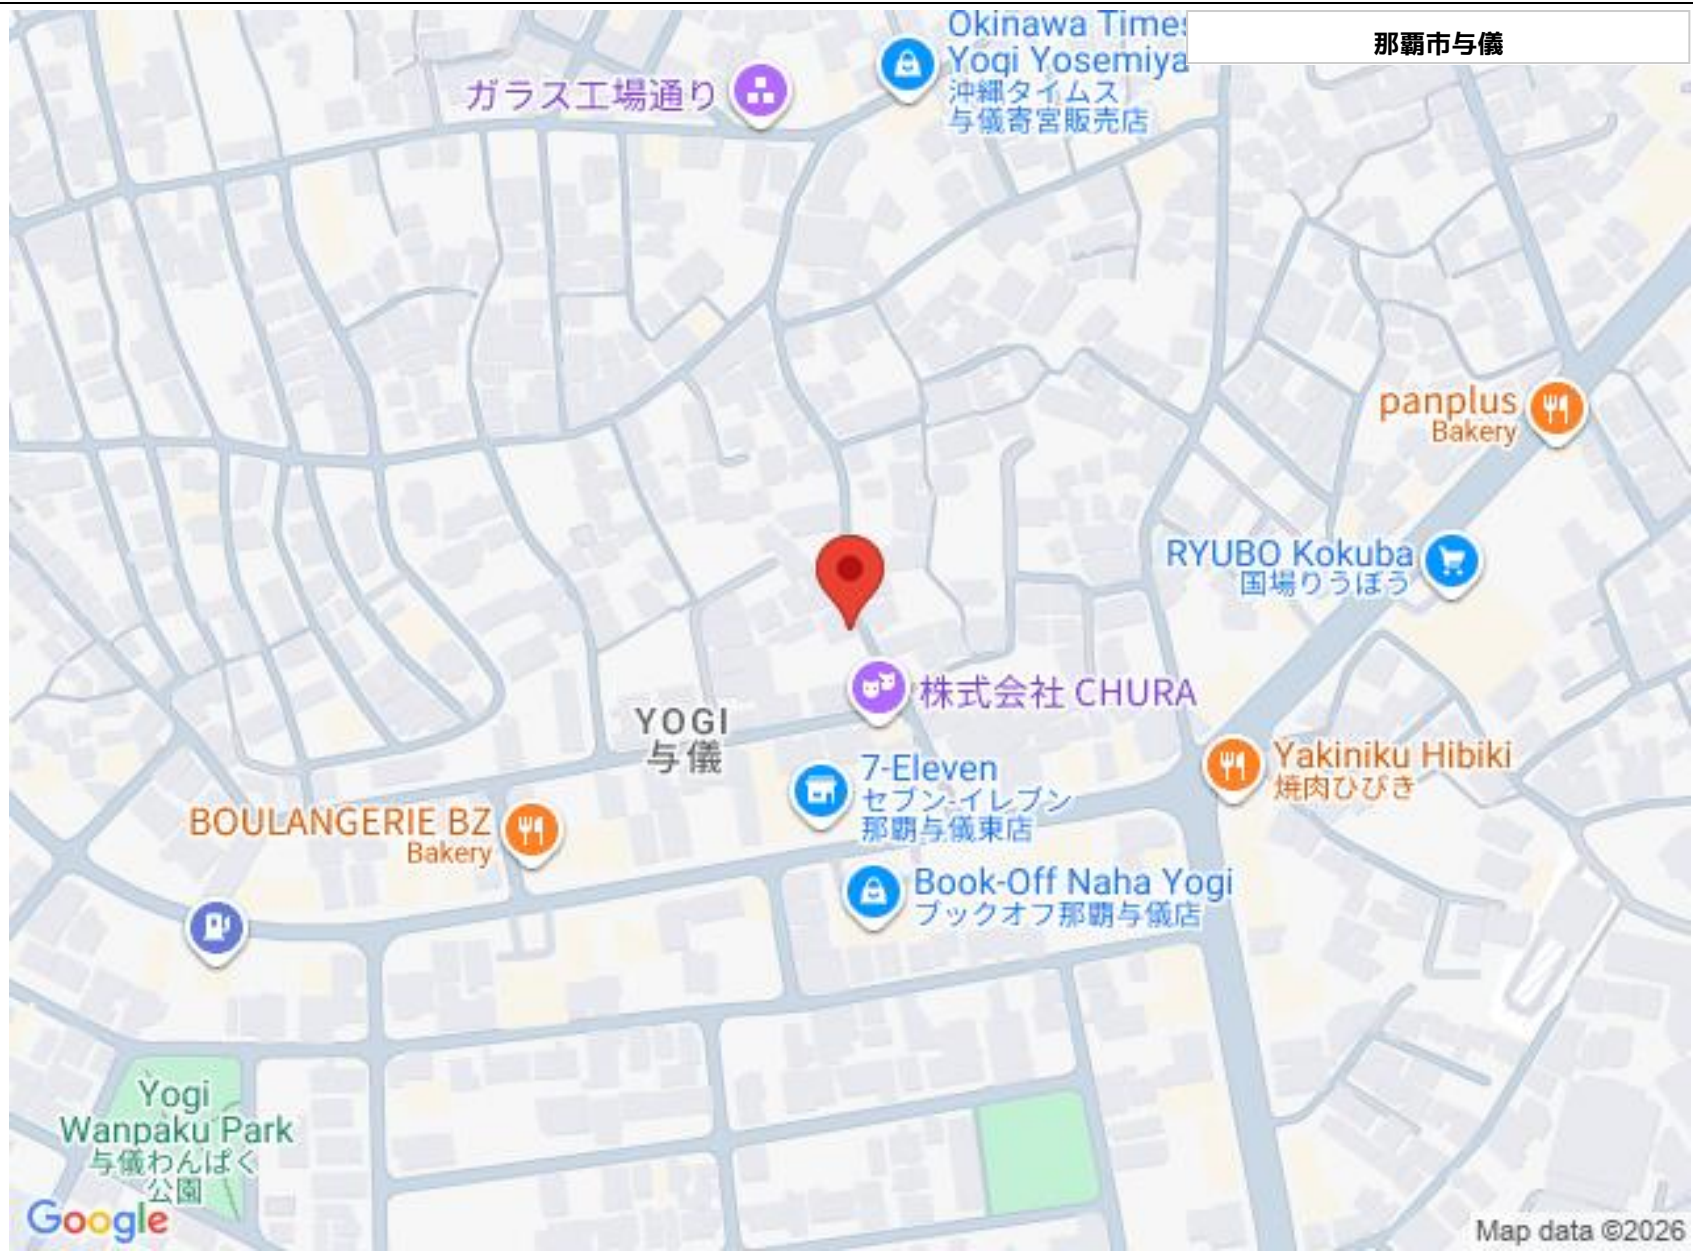 Okinawa Times
Yogi Yosemiya
沖縄タイムス
与儀寄宮販売店
那覇市与儀
ガラス工場通り
panplus
Bakery
RYUBO Kokuba
国場りうぼう
株式会社 CHURA
YOGI
与儀
7-Eleven
セブン-イレブン
那覇与儀東店
Yakiniku Hibiki
焼肉ひびき
BOULANGERIE BZ
Bakery
Book-Off Naha Yogi
ブックオフ那覇与儀店
Yogi
Wanpaku Park
与儀わんぱく
公園
Google
Map data ©2026